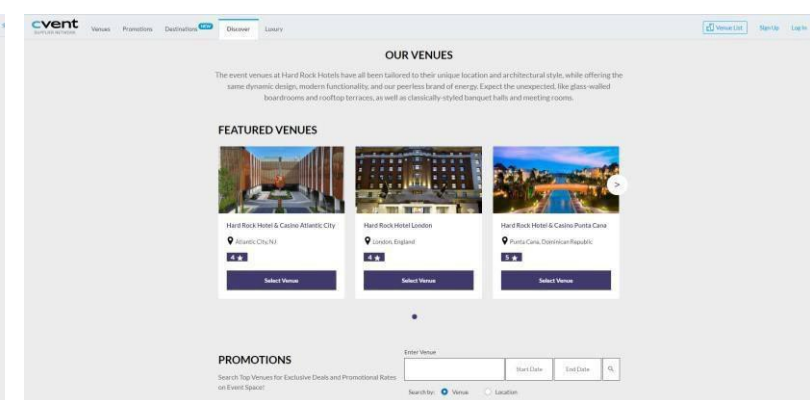 cvent
SUPPLIER NETWORK
Venues Promotions Destinations NEW Discover Luxury Venue List Sign Up Log In
OUR VENUES
The event venues at Hard Rock Hotels have all been tailored to their unique location and architectural style, while offering the
same dynamic design, modern functionality, and our peerless brand of energy. Expect the unexpected, like glass-walled
boardrooms and rooftop terraces, as well as classically-styled banquet halls and meeting rooms.
FEATURED VENUES
>
Hard Rock Hotel & Casino Atlantic City Hard Rock Hotel London Hard Rock Hotel & Casino Punta Cana
Atlantic City, NJ London, England Punta Cana, Dominican Republic
4 ★ 4 ★ 5 ★
Select Venue Select Venue Select Venue
Enter Venue
PROMOTIONS
Start Date End Date
Search Top Venues for Exclusive Deals and Promotional Rates
on Event Space!
Search by: Venue Location